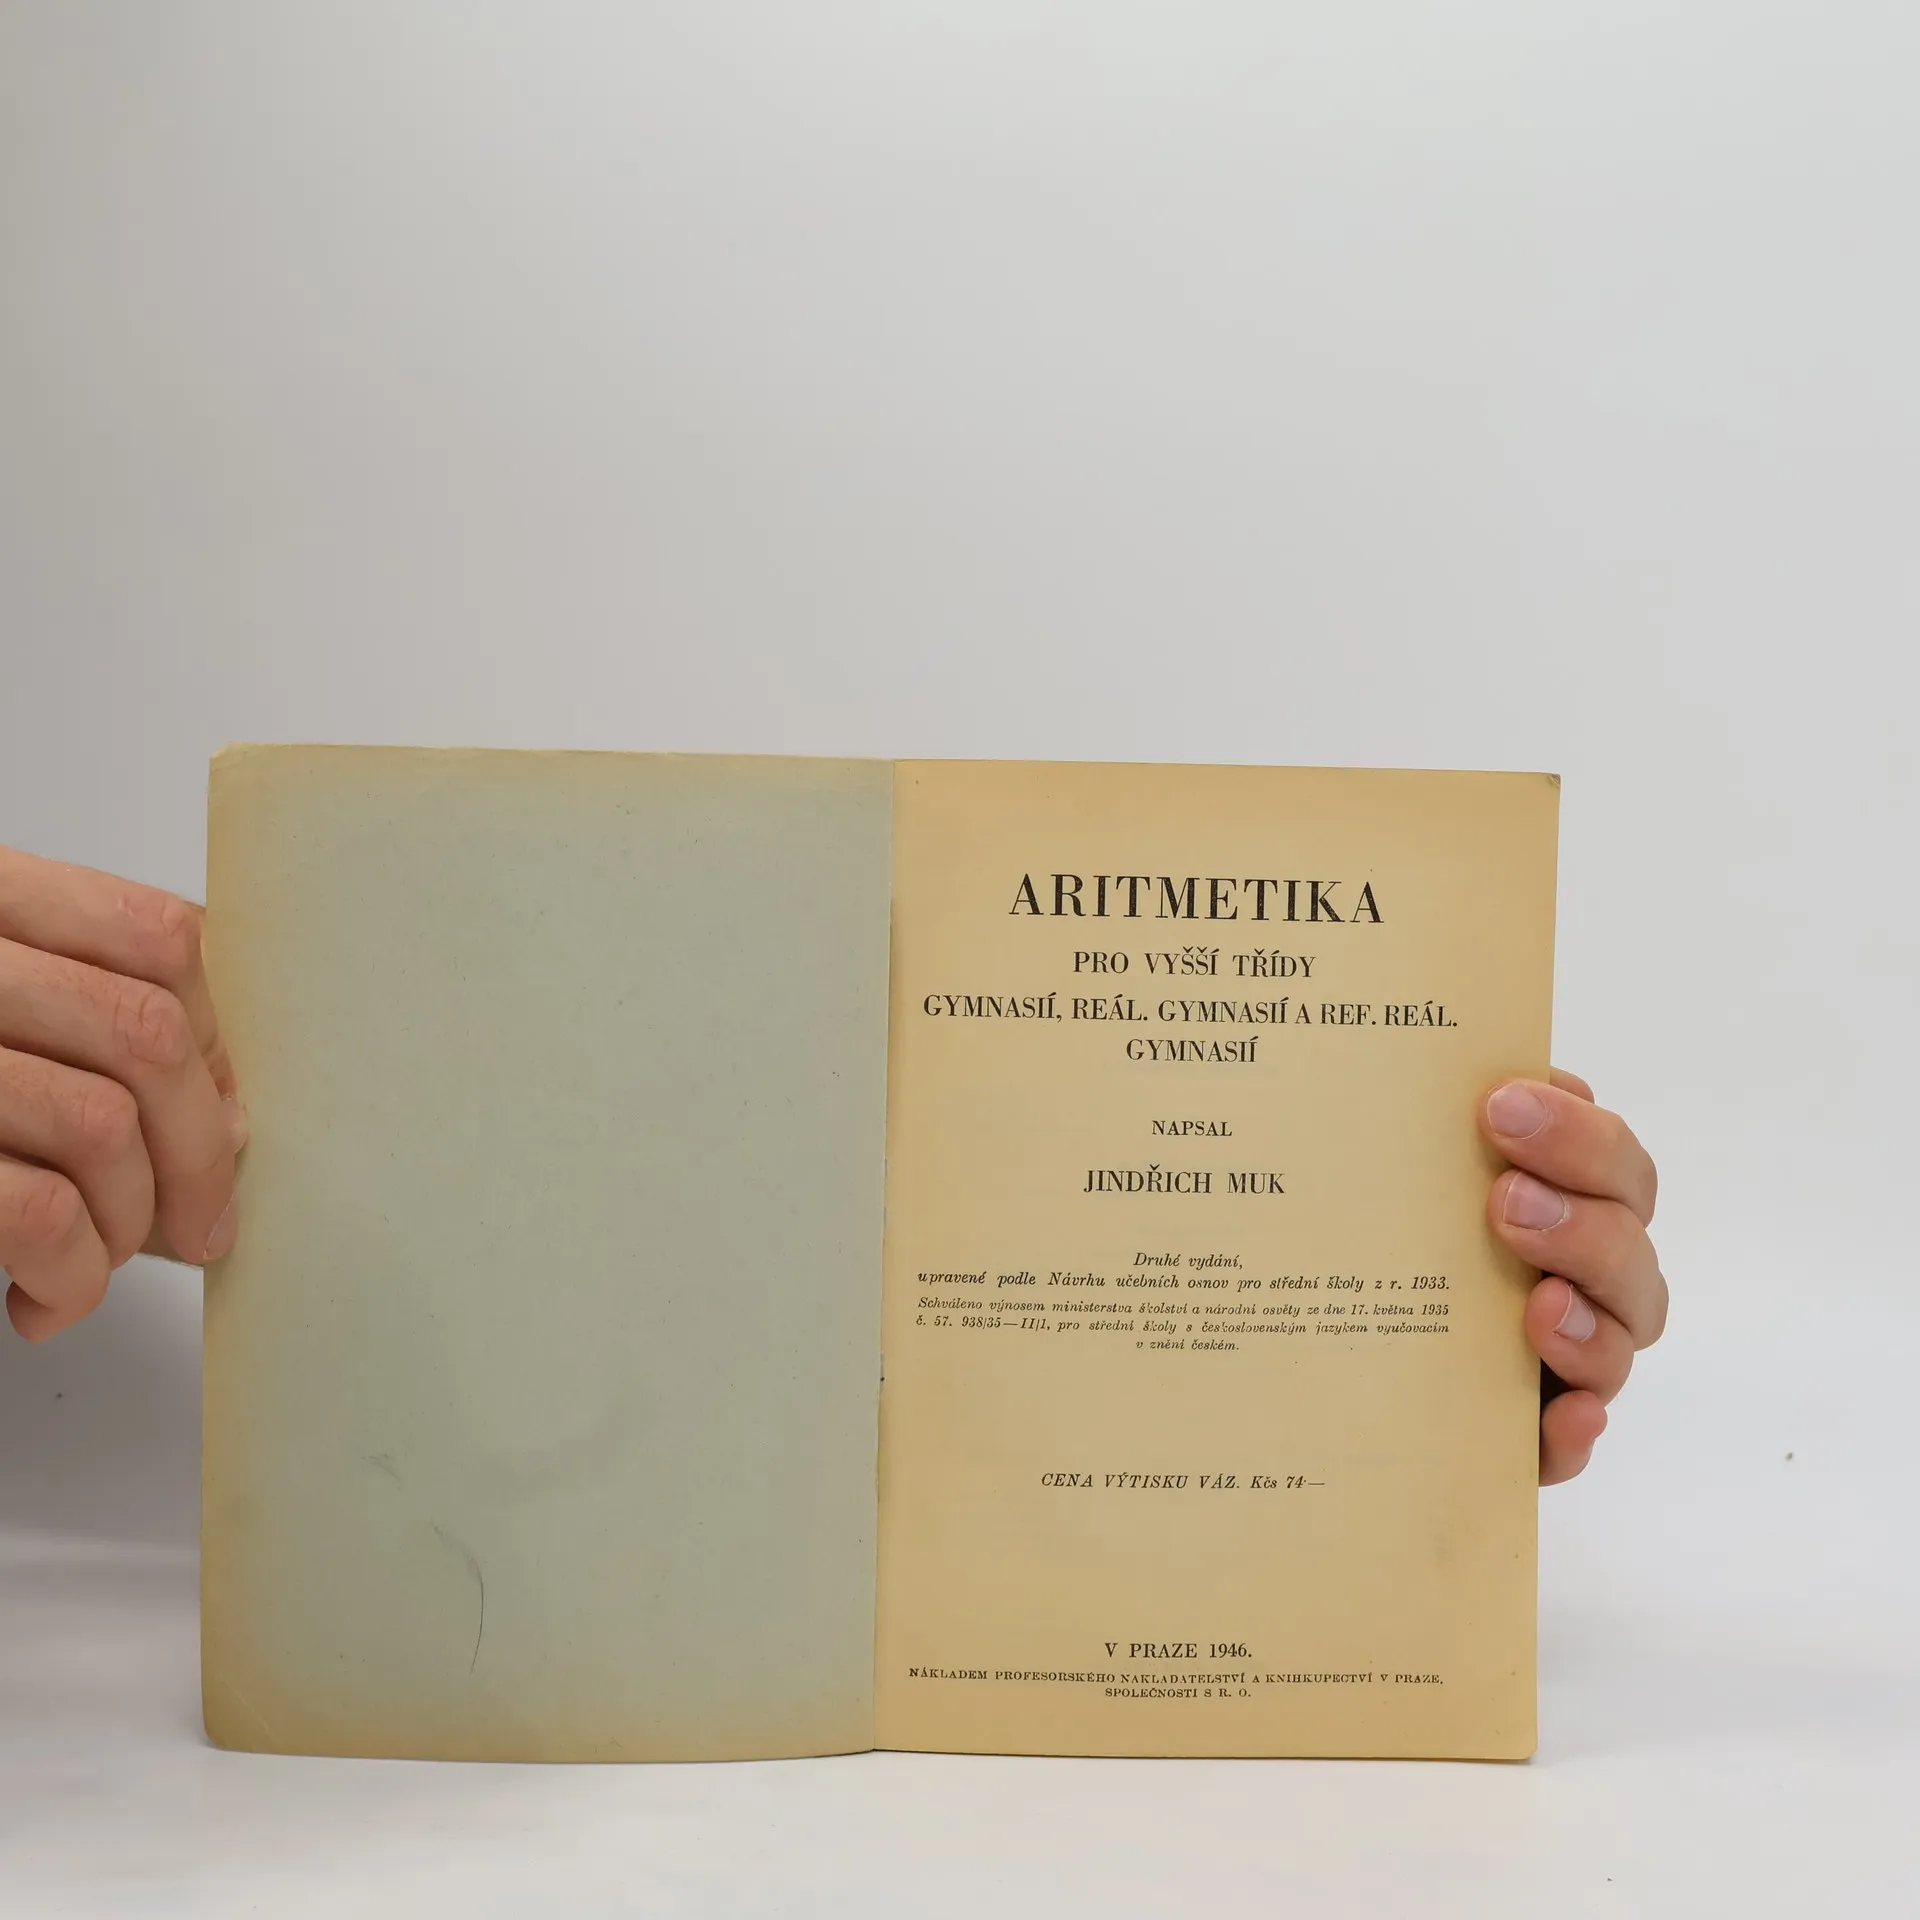 ARITMETIKA
PRO VYŠŠÍ TŘÍDY
GYMNASIÍ, REÁL. GYMNASIÍ A REF. REÁL.
GYMNASIÍ
NAPSAL
JINDŘICH MUK
Druhé vydání,
upravené podle Návrhu učebních osnov pro střední školy z r. 1933.
Schváleno výnosem ministerstva školství a národní osvěty ze dne 17. května 1935
č. 57. 938/35—II/1, pro střední školy s československým jazykem vyučovacím
v znění českém.
CENA VÝTISKU VÁZ. Kčs 74·—
V PRAZE 1946.
NÁKLADEM PROFESORSKÉHO NAKLADATELSTVÍ A KNIHKUPECTVÍ V PRAZE,
SPOLEČNOSTI S R. O.